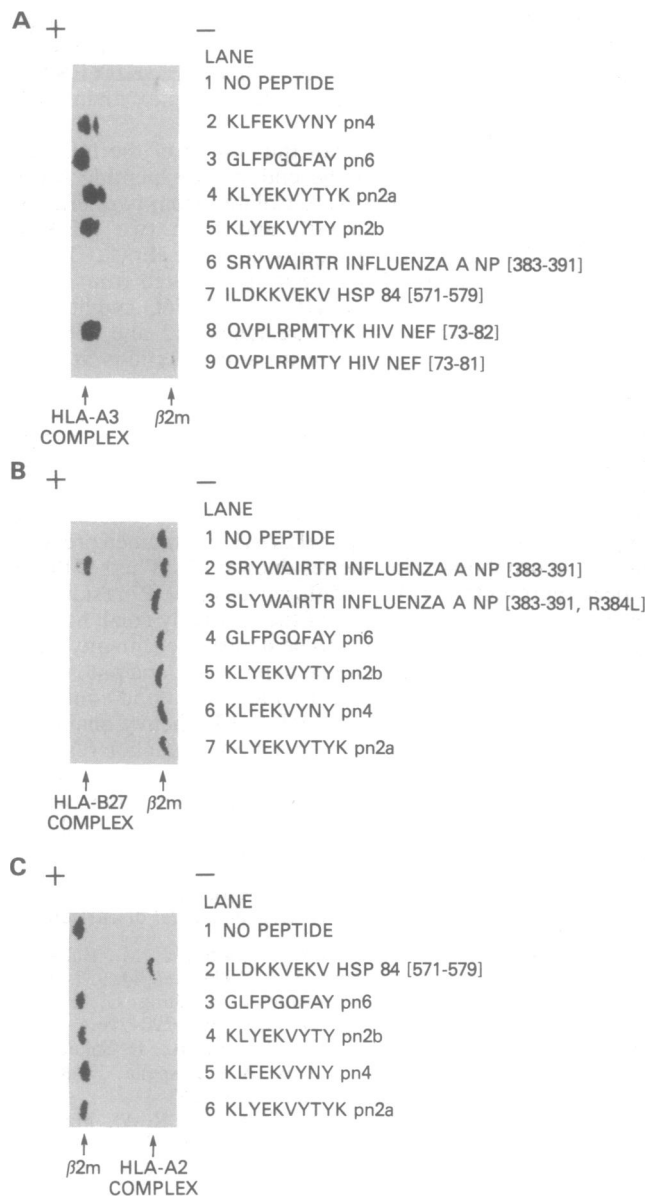 A + −
LANE
1 NO PEPTIDE
2 KLFEKVYNY pn4
3 GLFPGQFAY pn6
4 KLYEKVYTYK pn2a
5 KLYEKVYTY pn2b
6 SRYWAIRTR INFLUENZA A NP [383-391]
7 ILDKKVEKV HSP 84 [571-579]
8 QVPLRPMTYK HIV NEF [73-82]
9 QVPLRPMTY HIV NEF [73-81]
↑ ↑
HLA-A3 β2m
COMPLEX
B + −
LANE
1 NO PEPTIDE
2 SRYWAIRTR INFLUENZA A NP [383-391]
3 SLYWAIRTR INFLUENZA A NP [383-391, R384L]
4 GLFPGQFAY pn6
5 KLYEKVYTY pn2b
6 KLFEKVYNY pn4
7 KLYEKVYTYK pn2a
↑ ↑
HLA-B27 β2m
COMPLEX
C + −
LANE
1 NO PEPTIDE
2 ILDKKVEKV HSP 84 [571-579]
3 GLFPGQFAY pn6
4 KLYEKVYTY pn2b
5 KLFEKVYNY pn4
6 KLYEKVYTYK pn2a
↑ ↑
β2m HLA-A2
COMPLEX